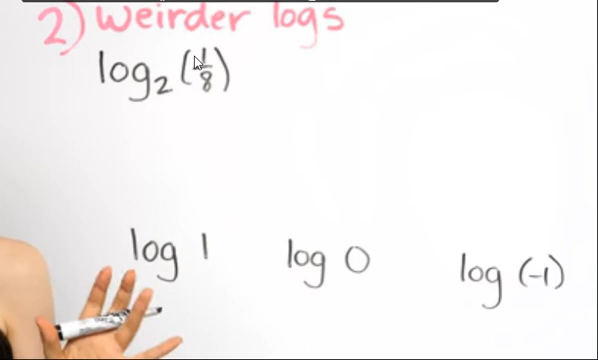 2) Weirder logs
log₂(1/8)
log 1 log 0 log (-1)